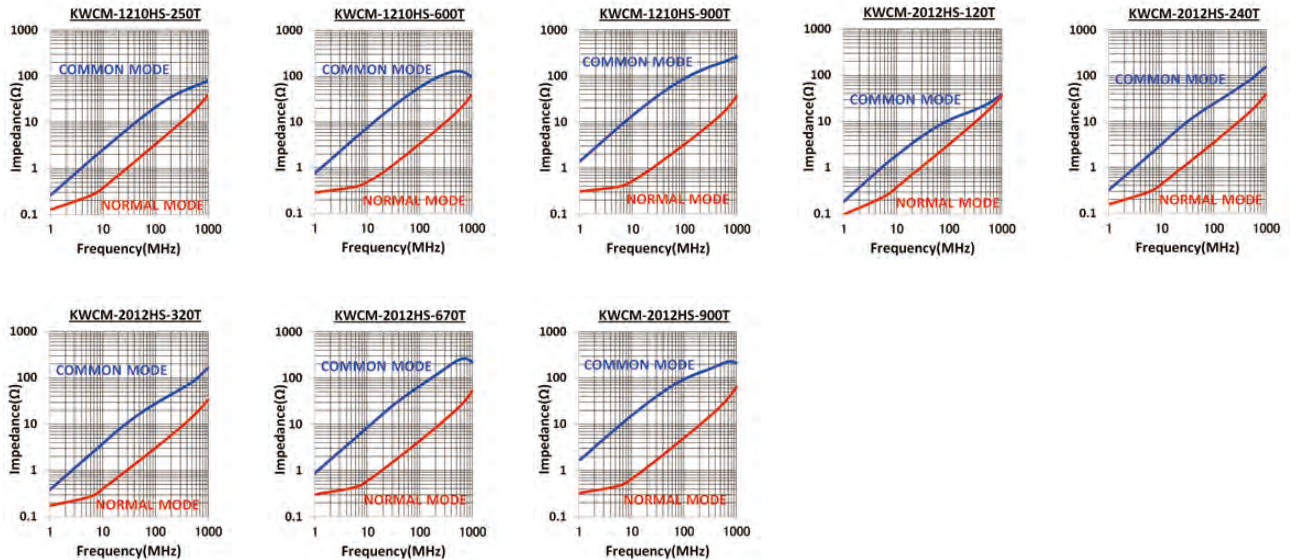 KWCM-1210HS-250T
1000
100
10
1
0.1
Impedance(Ω)
COMMON MODE
NORMAL MODE
1 10 100 1000
Frequency(MHz)
KWCM-1210HS-600T
1000
100
10
1
0.1
Impedance(Ω)
COMMON MODE
NORMAL MODE
1 10 100 1000
Frequency(MHz)
KWCM-1210HS-900T
1000
100
10
1
0.1
Impedance(Ω)
COMMON MODE
NORMAL MODE
1 10 100 1000
Frequency(MHz)
KWCM-2012HS-120T
1000
100
10
1
0.1
Impedance(Ω)
COMMON MODE
NORMAL MODE
1 10 100 1000
Frequency(MHz)
KWCM-2012HS-240T
1000
100
10
1
0.1
Impedance(Ω)
COMMON MODE
NORMAL MODE
1 10 100 1000
Frequency(MHz)
KWCM-2012HS-320T
1000
100
10
1
0.1
Impedance(Ω)
COMMON MODE
NORMAL MODE
1 10 100 1000
Frequency(MHz)
KWCM-2012HS-670T
1000
100
10
1
0.1
Impedance(Ω)
COMMON MODE
NORMAL MODE
1 10 100 1000
Frequency(MHz)
KWCM-2012HS-900T
1000
100
10
1
0.1
Impedance(Ω)
COMMON MODE
NORMAL MODE
1 10 100 1000
Frequency(MHz)